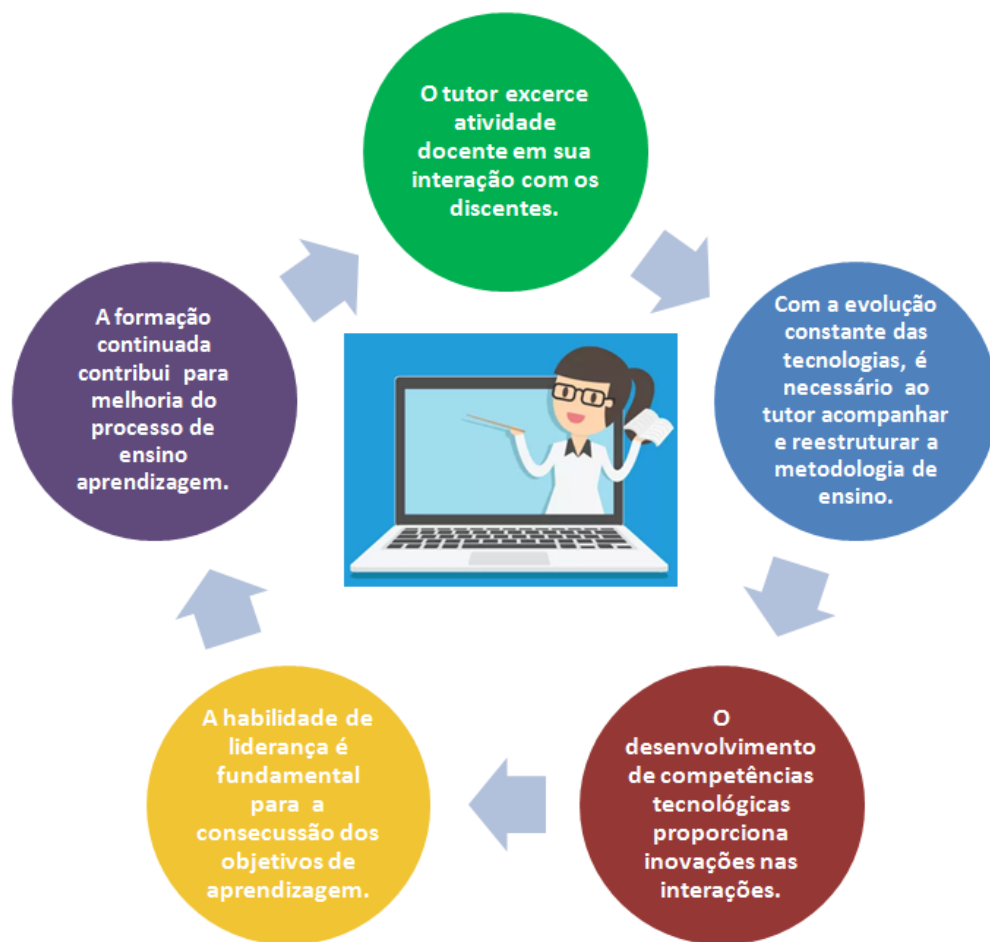 O tutor excerce
atividade
docente em sua
interação com os
discentes.
Com a evolução
constante das
tecnologias, é
necessário ao
tutor acompanhar
e reestruturar a
metodologia de
ensino.
O
desenvolvimento
de competências
tecnológicas
proporciona
inovações nas
interações.
A habilidade de
liderança é
fundamental
para a
consecussão dos
objetivos de
aprendizagem.
A formação
continuada
contribui para
melhoria do
processo de
ensino
aprendizagem.